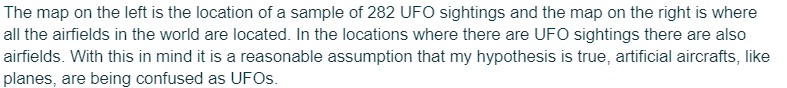 The map on the left is the location of a sample of 282 UFO sightings and the map on the right is where
all the airfields in the world are located. In the locations where there are UFO sightings there are also
airfields. With this in mind it is a reasonable assumption that my hypothesis is true, artificial aircrafts, like
planes, are being confused as UFOs.